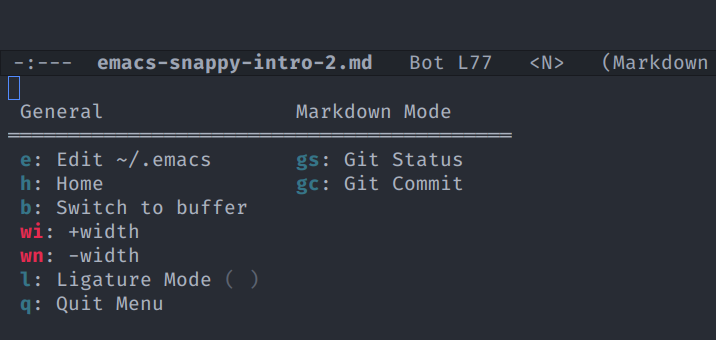 -:--- emacs-snappy-intro-2.md Bot L77 <N> (Markdown
General Markdown Mode
e: Edit ~/.emacs gs: Git Status
h: Home gc: Git Commit
b: Switch to buffer
wi: +width
wn: -width
l: Ligature Mode ( )
q: Quit Menu